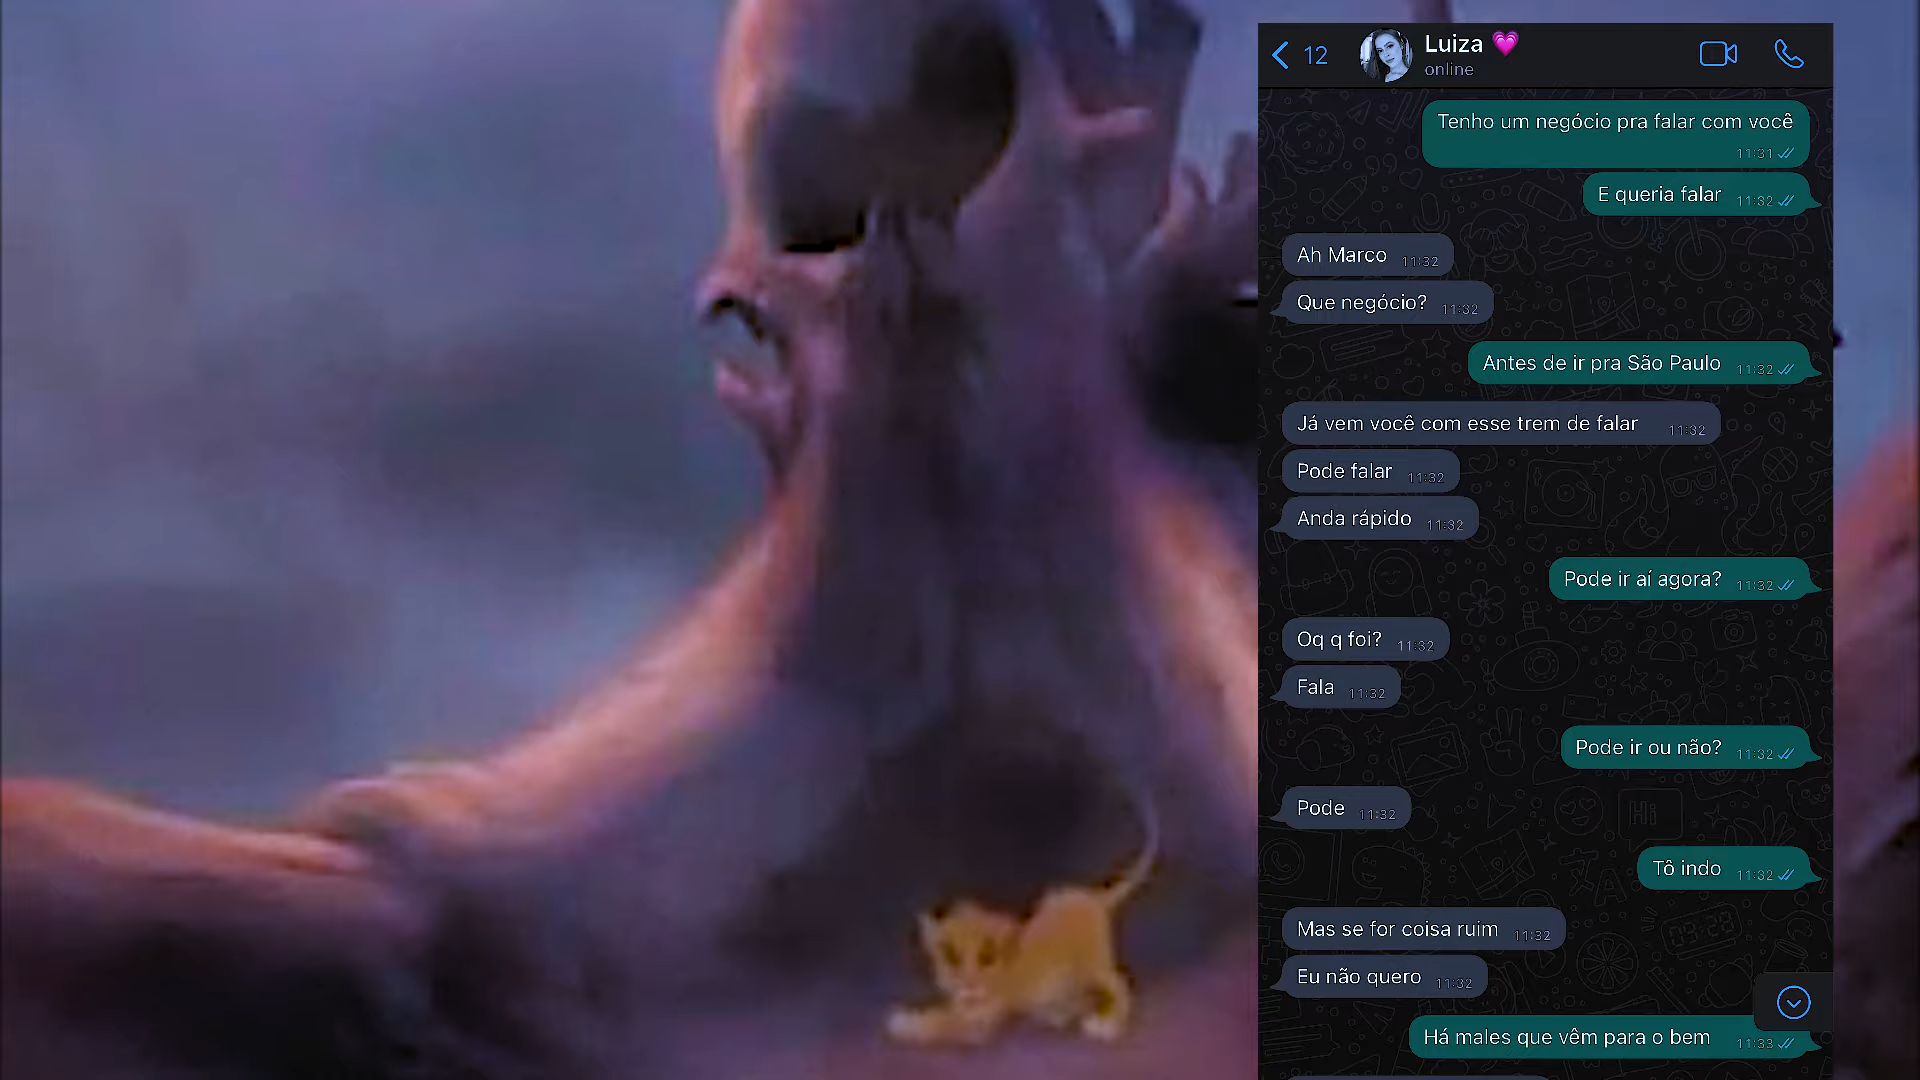 12
Luiza 💗
online
Tenho um negócio pra falar com você
11:31
E queria falar 11:32
Ah Marco 11:32
Que negócio? 11:32
Antes de ir pra São Paulo 11:32
Já vem você com esse trem de falar 11:32
Pode falar 11:32
Anda rápido 11:32
Pode ir aí agora? 11:32
Oq q foi? 11:32
Fala 11:32
Pode ir ou não? 11:32
Pode 11:32
Tô indo 11:32
Mas se for coisa ruim 11:32
Eu não quero 11:32
Há males que vêm para o bem 11:33